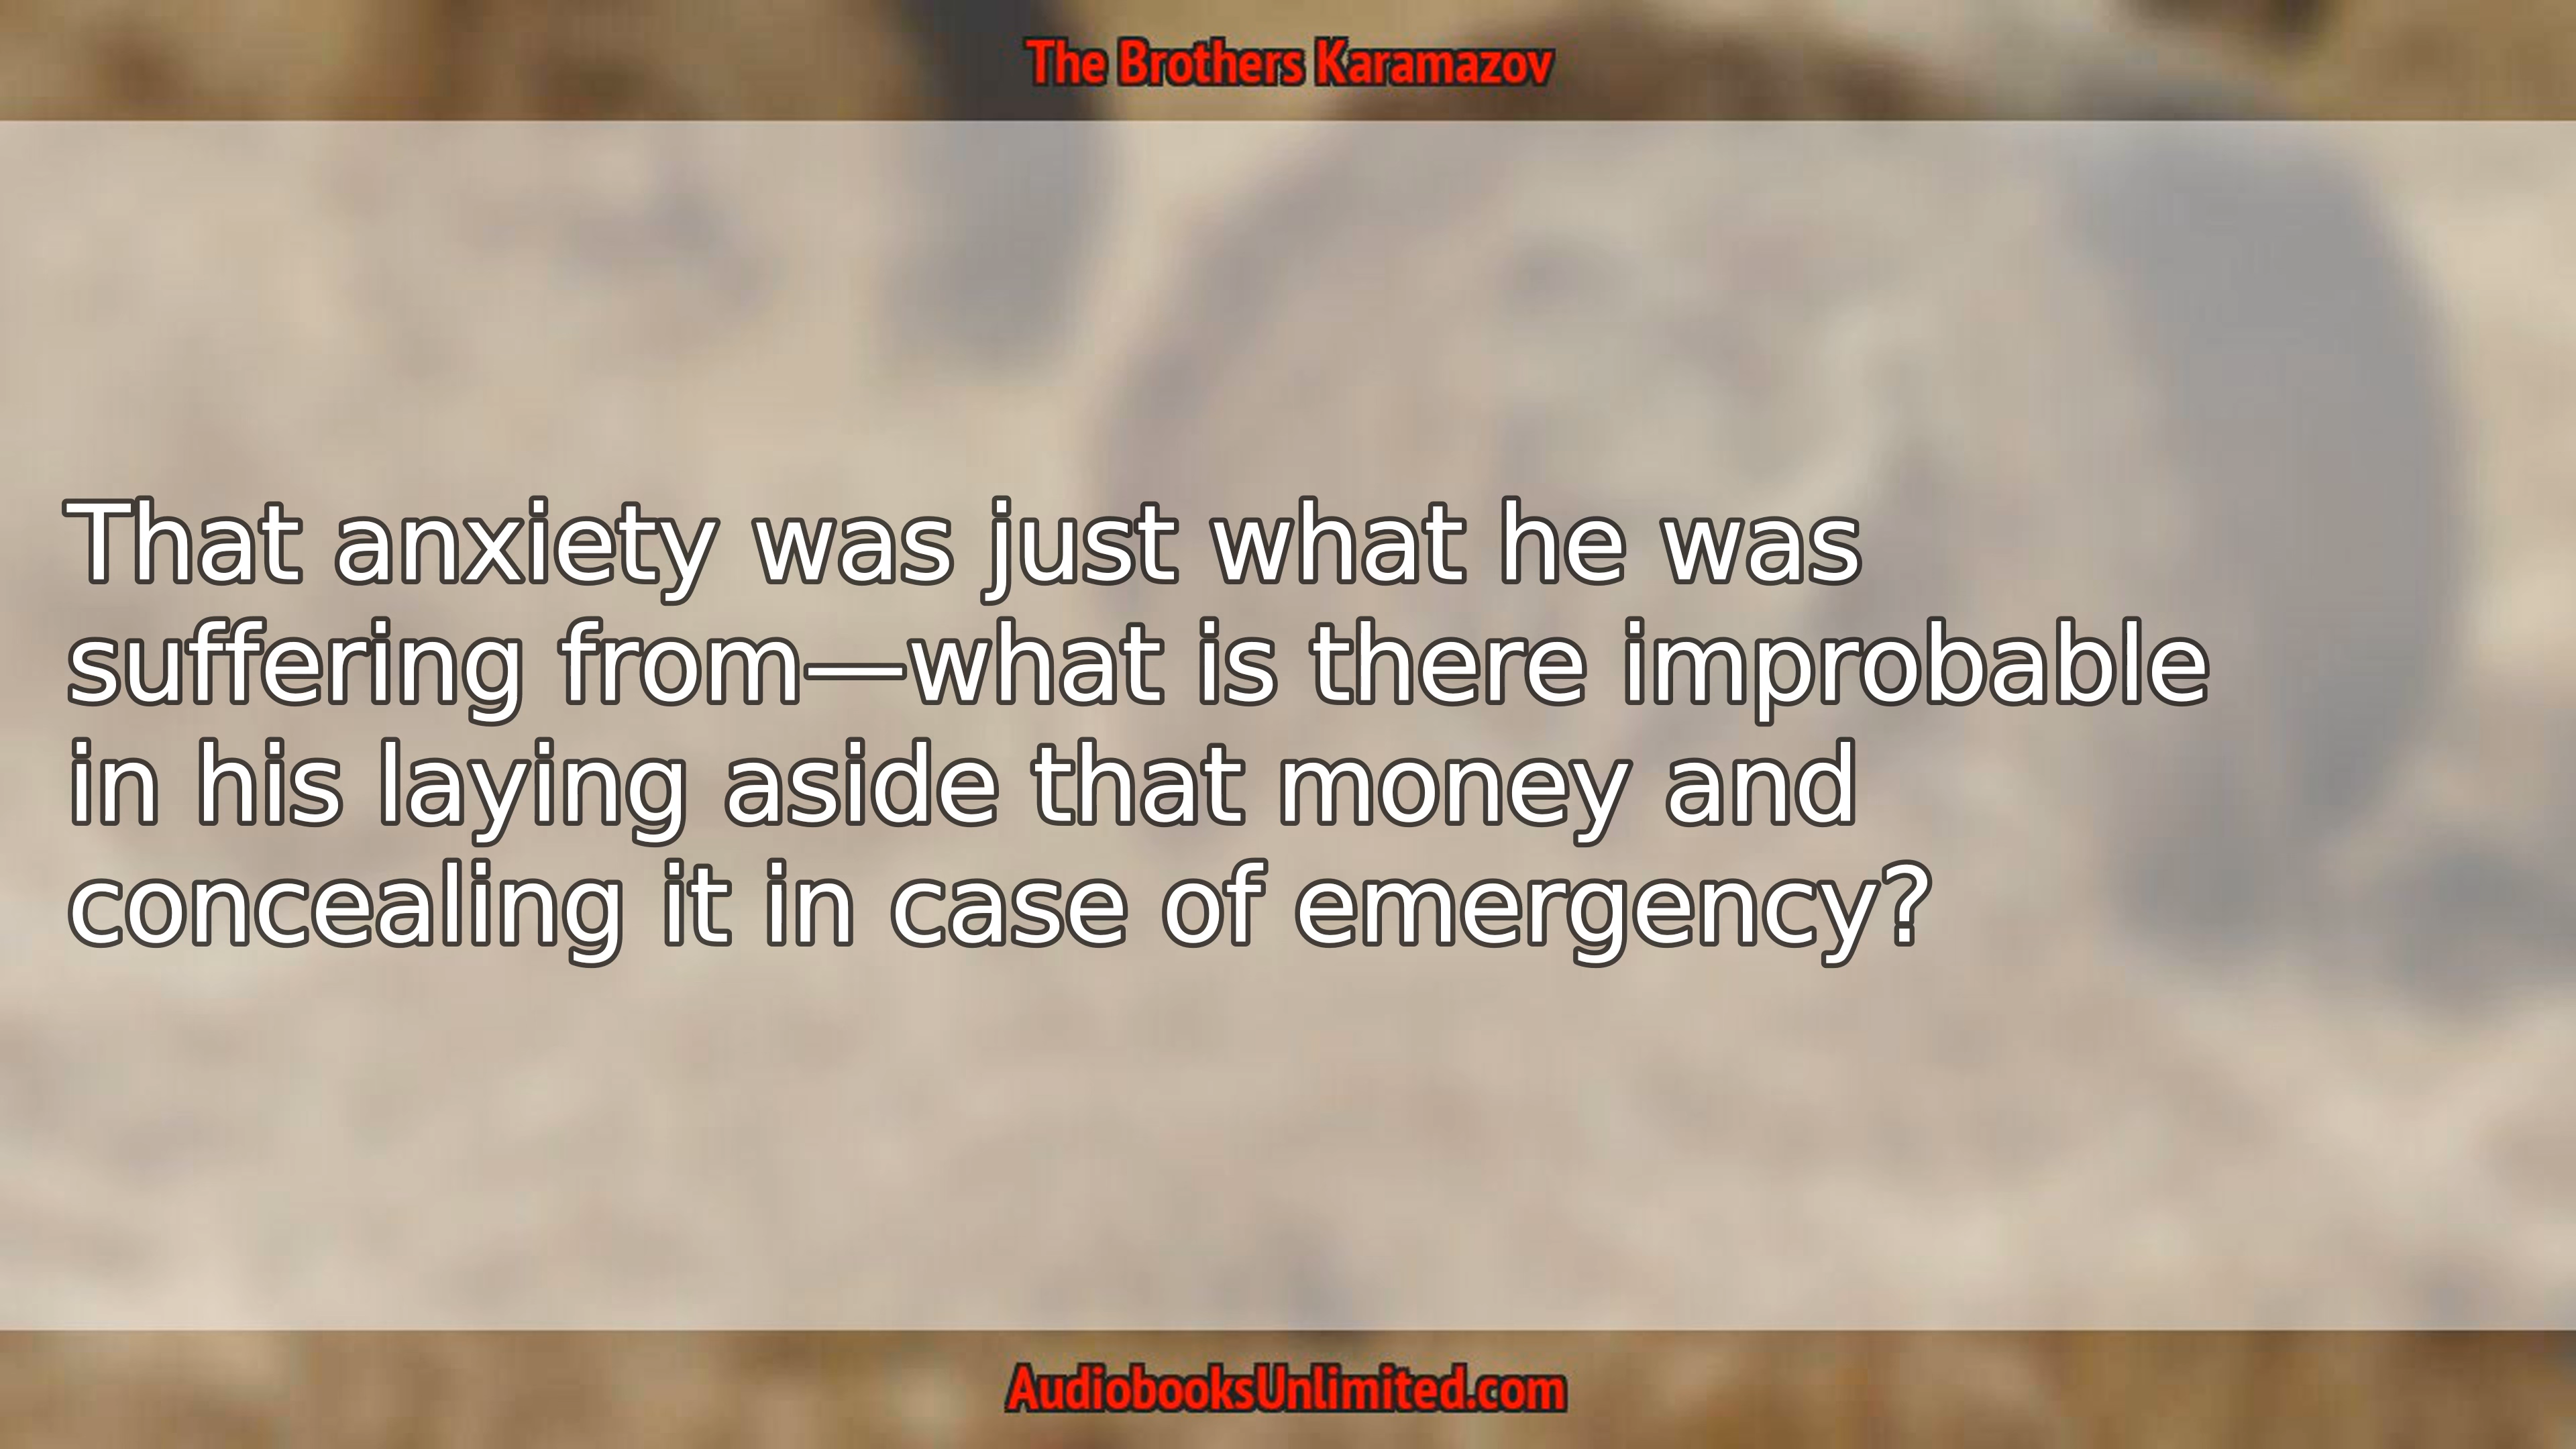 The Brothers Karamazov
That anxiety was just what he was
suffering from—what is there improbable
in his laying aside that money and
concealing it in case of emergency?
AudiobooksUnlimited.com